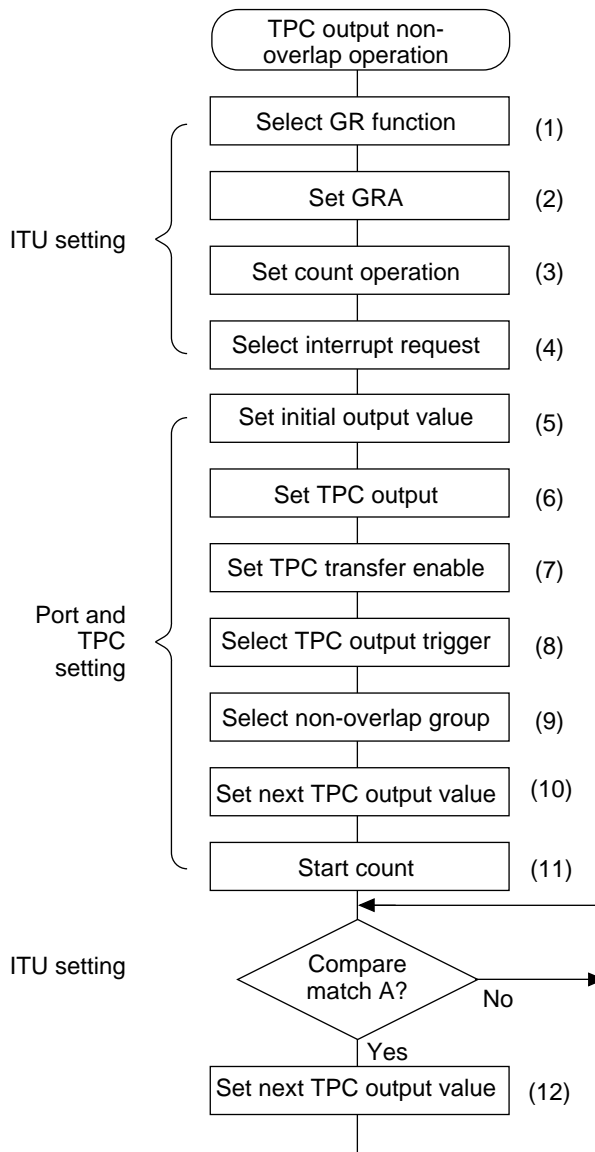 TPC output non-
overlap operation
Select GR function
(1)
Set GRA
(2)
ITU setting
Set count operation
(3)
Select interrupt request
(4)
Set initial output value
(5)
Set TPC output
(6)
Set TPC transfer enable
(7)
Port and
TPC
setting
Select TPC output trigger
(8)
Select non-overlap group
(9)
Set next TPC output value
(10)
Start count
(11)
ITU setting
Compare
match A?
No
Yes
Set next TPC output value
(12)